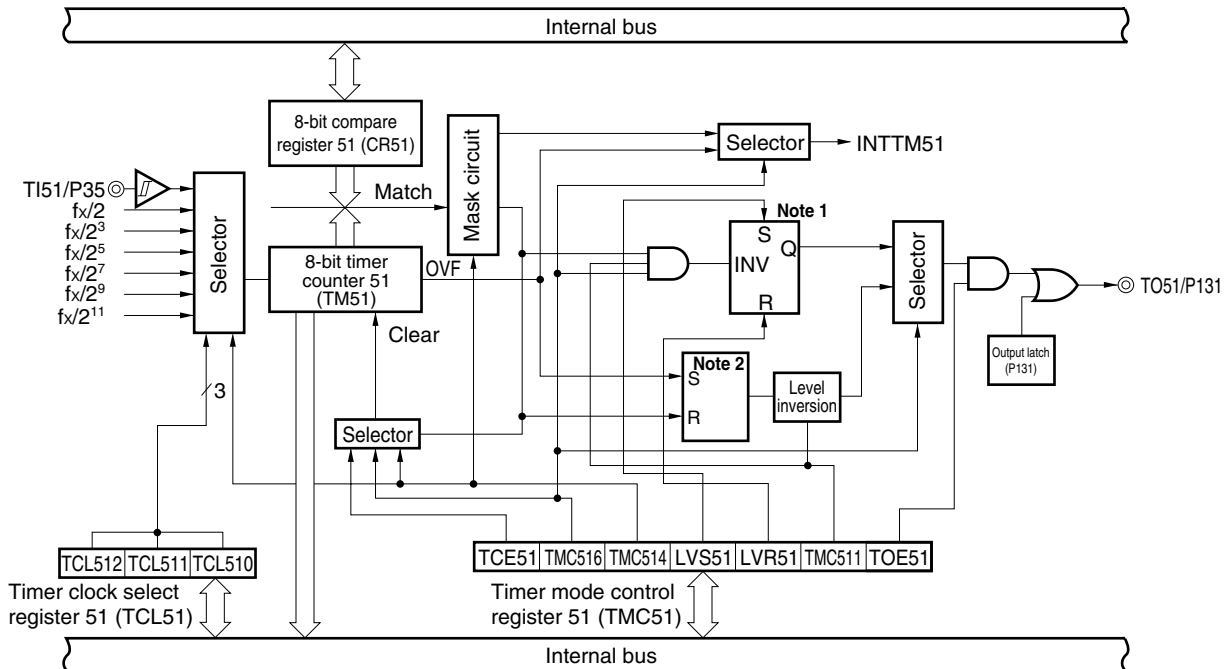 Internal bus
8-bit compare
register 51 (CR51)
Mask circuit
Selector
INTTM51
TI51/P35
fx/2
fx/2³
fx/2⁵
fx/2⁷
fx/2⁹
fx/2¹¹
Selector
Match
8-bit timer
counter 51
(TM51)
OVF
Clear
Note 1
S
INV
Q
R
Selector
TO51/P131
Output latch
(P131)
Note 2
S
R
Level
inversion
3
Selector
TCL512 TCL511 TCL510
Timer clock select
register 51 (TCL51)
TCE51 TMC516 TMC514 LVS51 LVR51 TMC511 TOE51
Timer mode control
register 51 (TMC51)
Internal bus